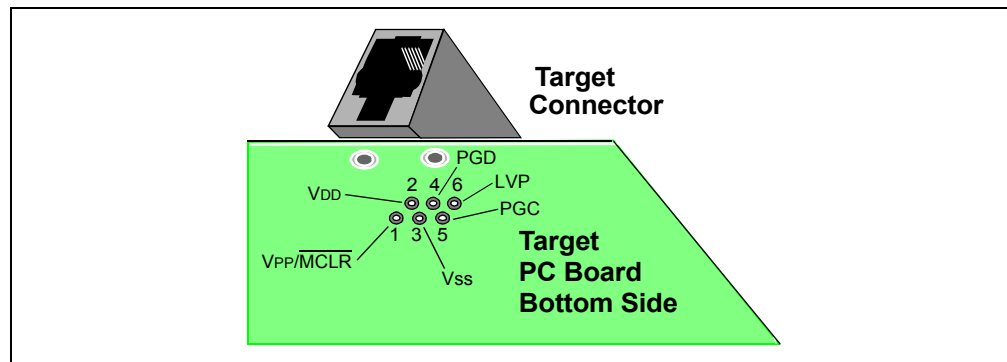 Target
Connector
PGD
2 4 6
LVP
VDD
PGC
1 3 5
VPP/MCLR
Vss
Target
PC Board
Bottom Side